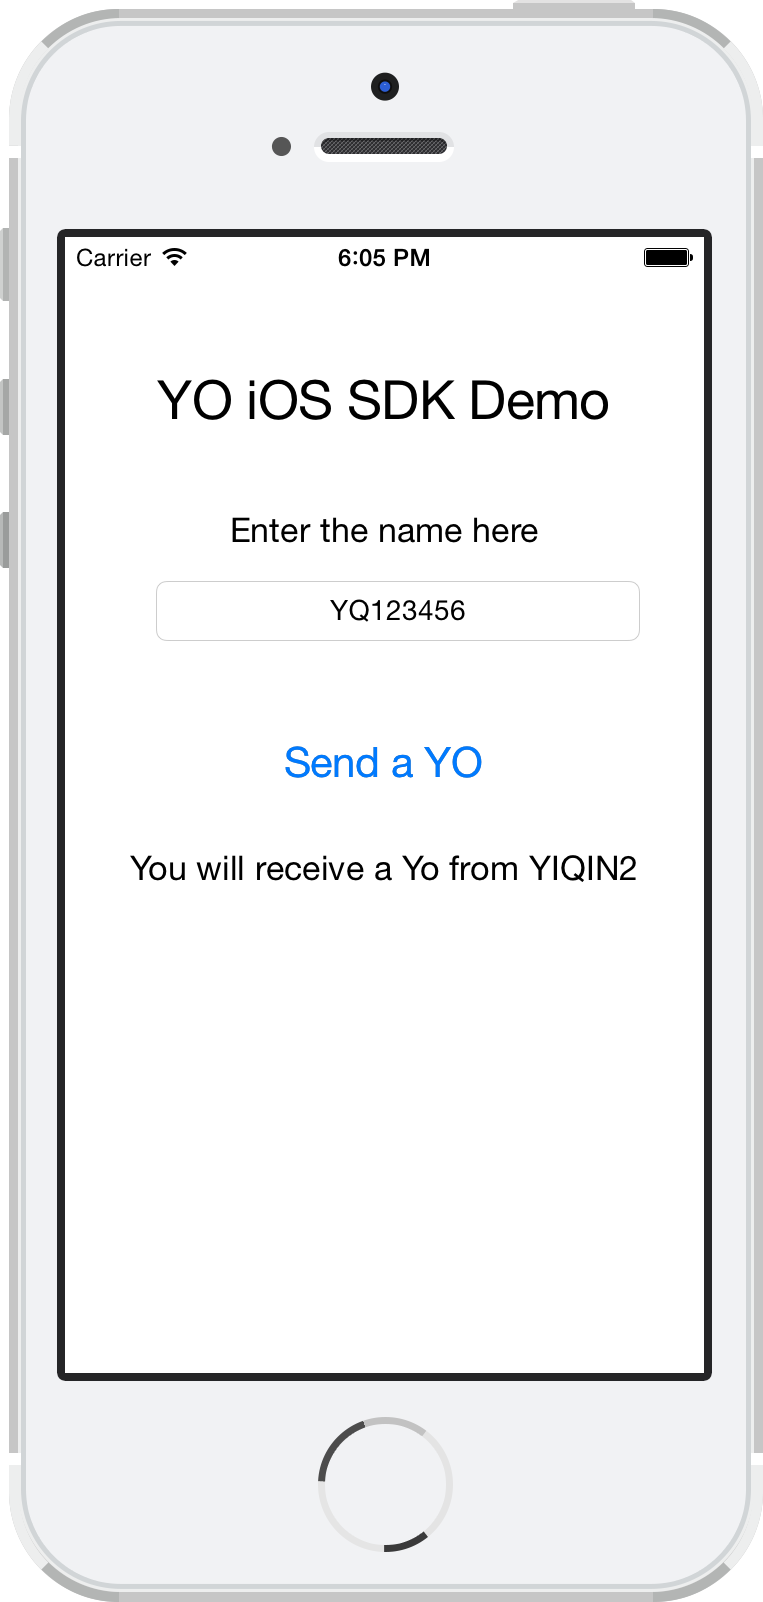 Carrier 6:05 PM
YO iOS SDK Demo
Enter the name here
YQ123456
Send a YO
You will receive a Yo from YIQIN2